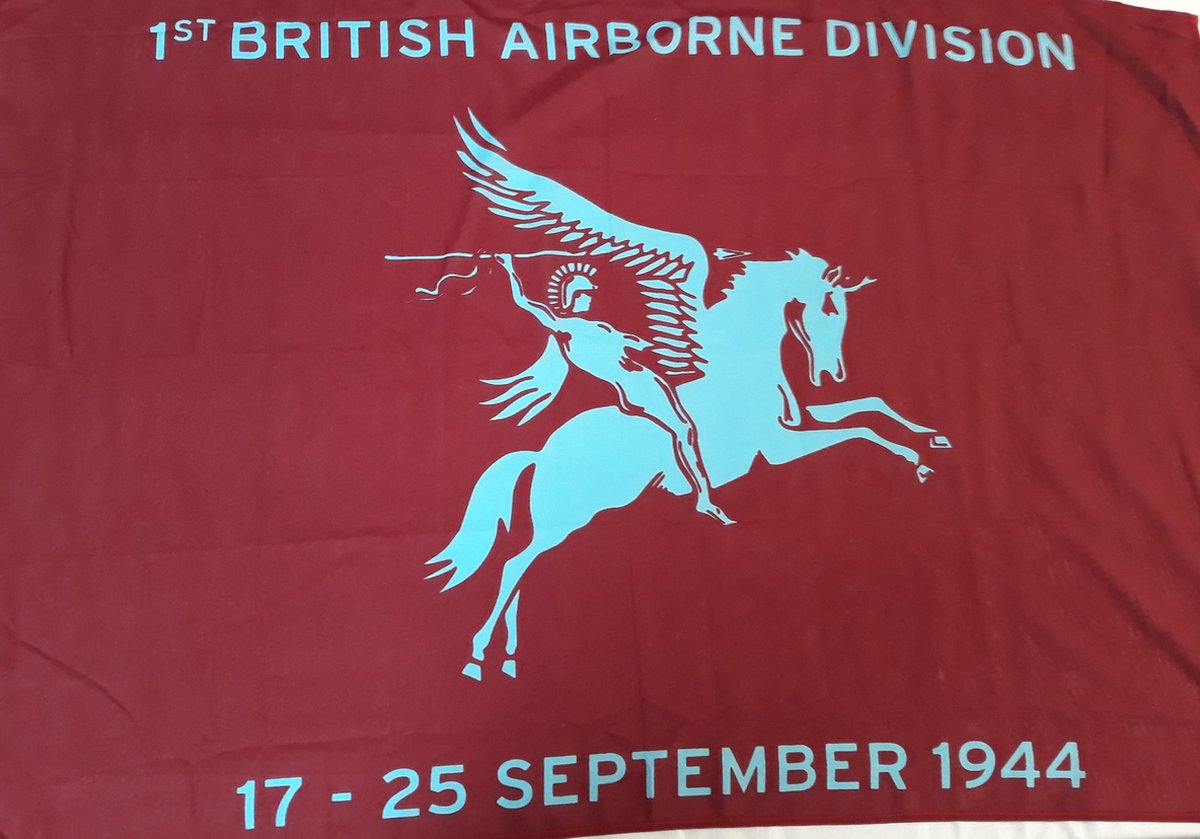 1ST BRITISH AIRBORNE DIVISION
17 - 25 SEPTEMBER 1944